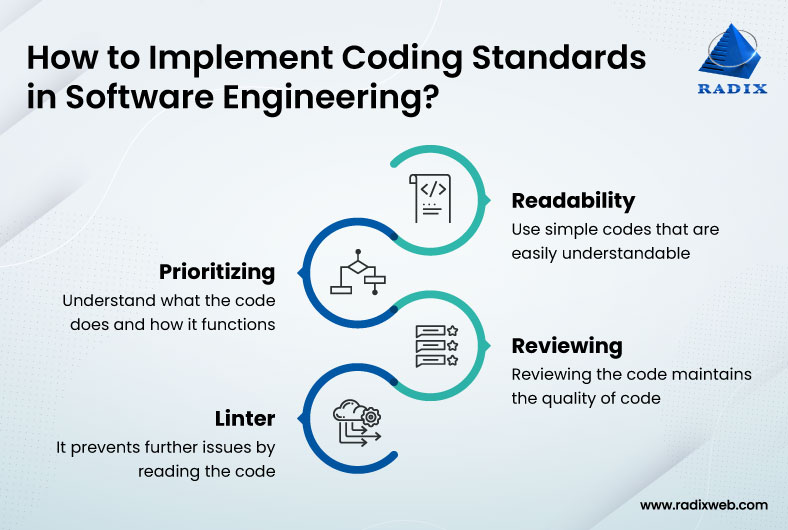 How to Implement Coding Standards
in Software Engineering?
RADIX
</>
Readability
Use simple codes that are
easily understandable
Prioritizing
Understand what the code
does and how it functions
Reviewing
Reviewing the code maintains
the quality of code
Linter
It prevents further issues by
reading the code
www.radixweb.com